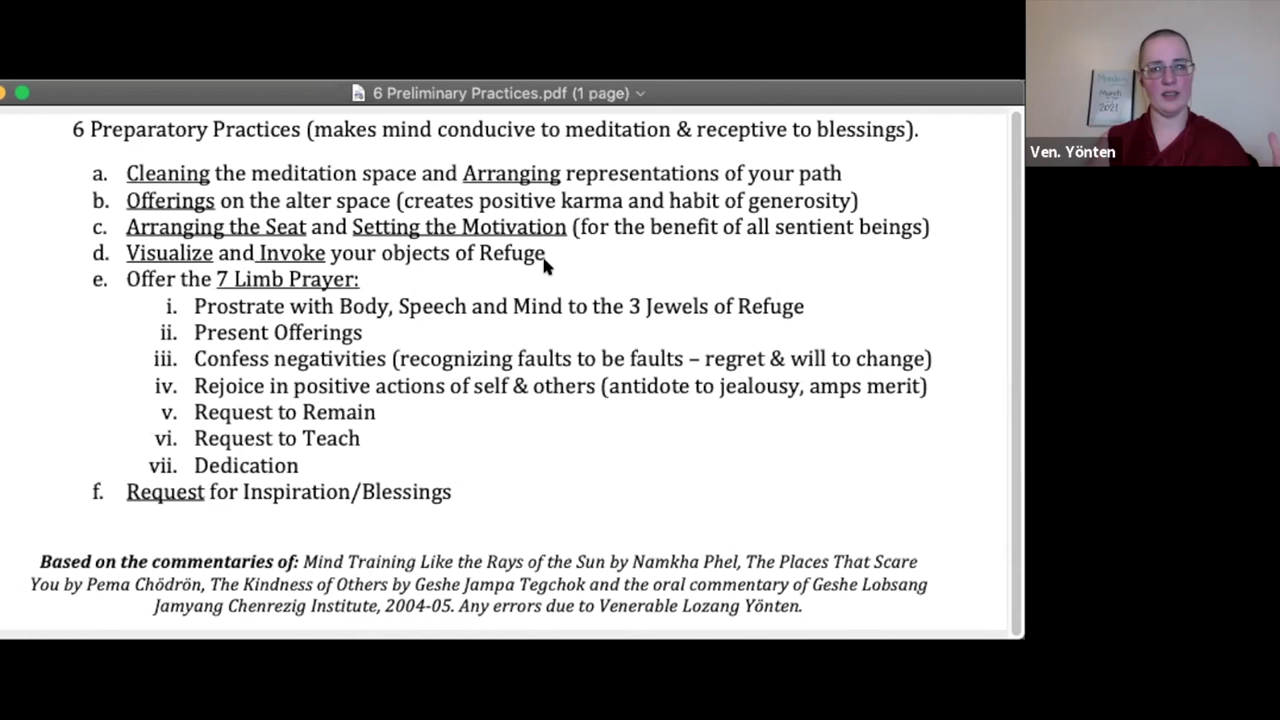 6 Preliminary Practices.pdf (1 page)
6 Preparatory Practices (makes mind conducive to meditation & receptive to blessings).
a. Cleaning the meditation space and Arranging representations of your path
b. Offerings on the alter space (creates positive karma and habit of generosity)
c. Arranging the Seat and Setting the Motivation (for the benefit of all sentient beings)
d. Visualize and Invoke your objects of Refuge
e. Offer the 7 Limb Prayer:
i. Prostrate with Body, Speech and Mind to the 3 Jewels of Refuge
ii. Present Offerings
iii. Confess negativities (recognizing faults to be faults – regret & will to change)
iv. Rejoice in positive actions of self & others (antidote to jealousy, amps merit)
v. Request to Remain
vi. Request to Teach
vii. Dedication
f. Request for Inspiration/Blessings
Based on the commentaries of: Mind Training Like the Rays of the Sun by Namkha Phel, The Places That Scare
You by Pema Chödrön, The Kindness of Others by Geshe Jampa Tegchok and the oral commentary of Geshe Lobsang
Jamyang Chenrezig Institute, 2004-05. Any errors due to Venerable Lozang Yönten.
Monday
March
2021
Ven. Yönten